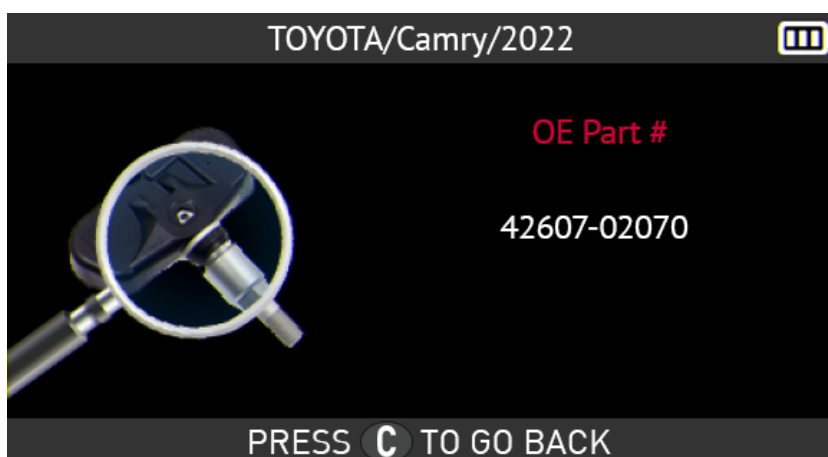 TOYOTA/Camry/2022
OE Part #
42607-02070
PRESS C TO GO BACK